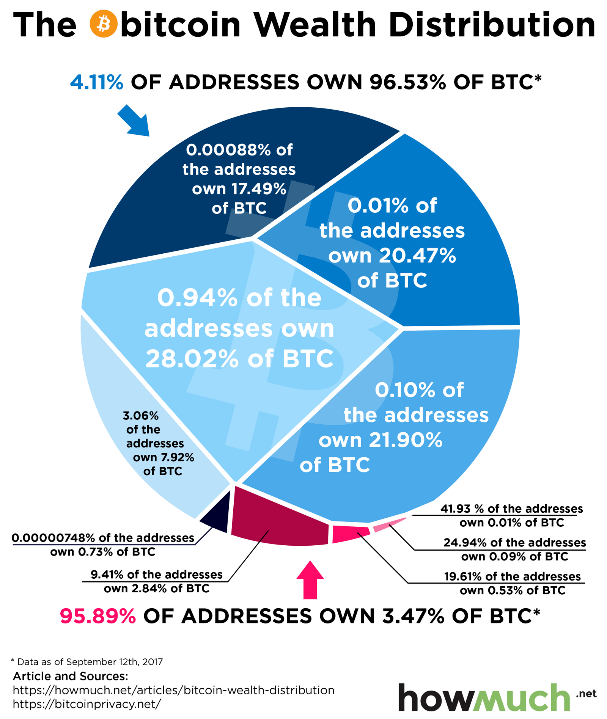 The bitcoin Wealth Distribution
4.11% OF ADDRESSES OWN 96.53% OF BTC*
0.00088% of
the addresses
own 17.49%
of BTC
0.01% of
the addresses
own 20.47%
of BTC
0.94% of the
addresses own
28.02% of BTC
0.10% of
the addresses
own 21.90%
of BTC
3.06%
of the
addresses
own 7.92%
of BTC
41.93 % of the addresses
own 0.01% of BTC
0.00000748% of the addresses
own 0.73% of BTC
24.94% of the addresses
own 0.09% of BTC
9.41% of the addresses
own 2.84% of BTC
19.61% of the addresses
own 0.53% of BTC
95.89% OF ADDRESSES OWN 3.47% OF BTC*
* Data as of September 12th, 2017
Article and Sources:
https://howmuch.net/articles/bitcoin-wealth-distribution
https://bitcoinprivacy.net/
howmuch.net